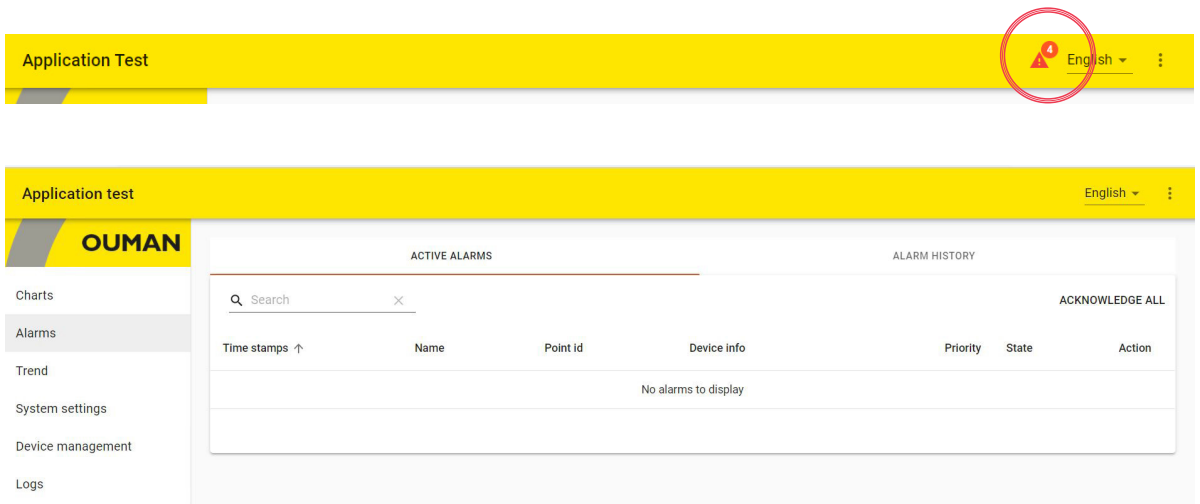 Application Test 4 English
Application test English
OUMAN
ACTIVE ALARMS ALARM HISTORY
Charts
Search ACKNOWLEDGE ALL
Alarms
Time stamps Name Point id Device info Priority State Action
Trend
No alarms to display
System settings
Device management
Logs